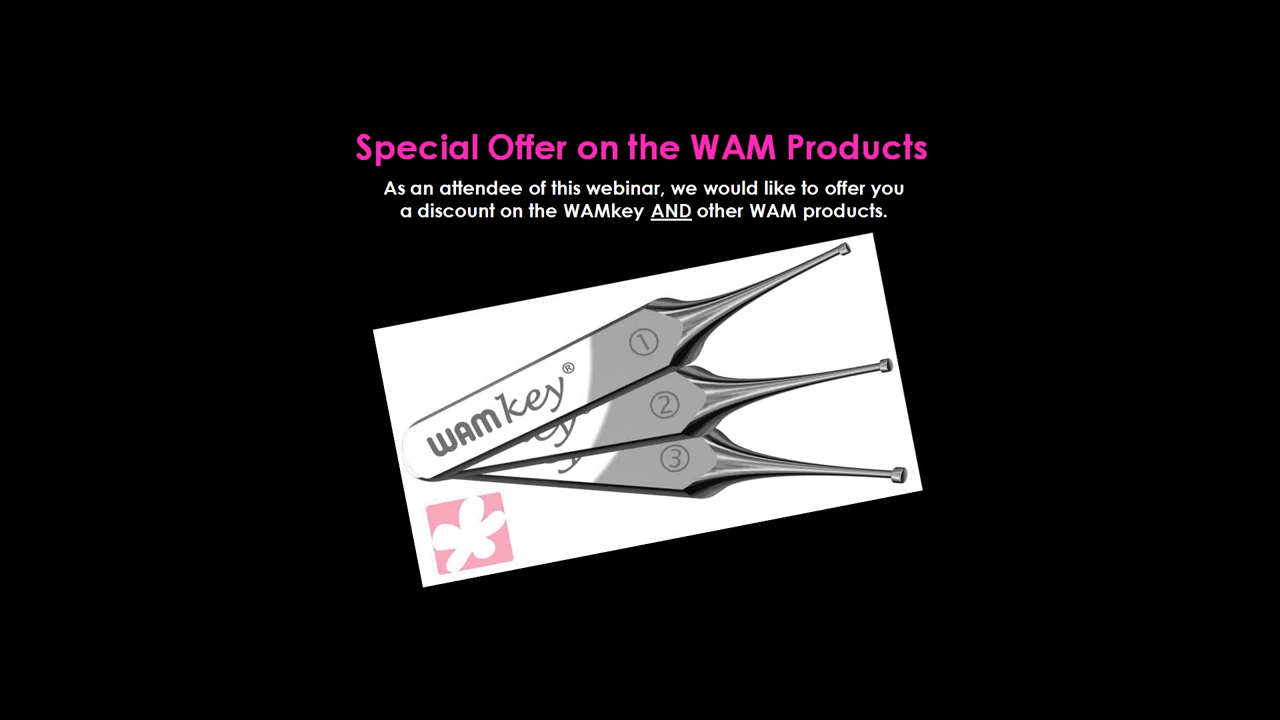 Special Offer on the WAM Products
As an attendee of this webinar, we would like to offer you
a discount on the WAMkey AND other WAM products.
①
WAMkey®
②
ey
③
y